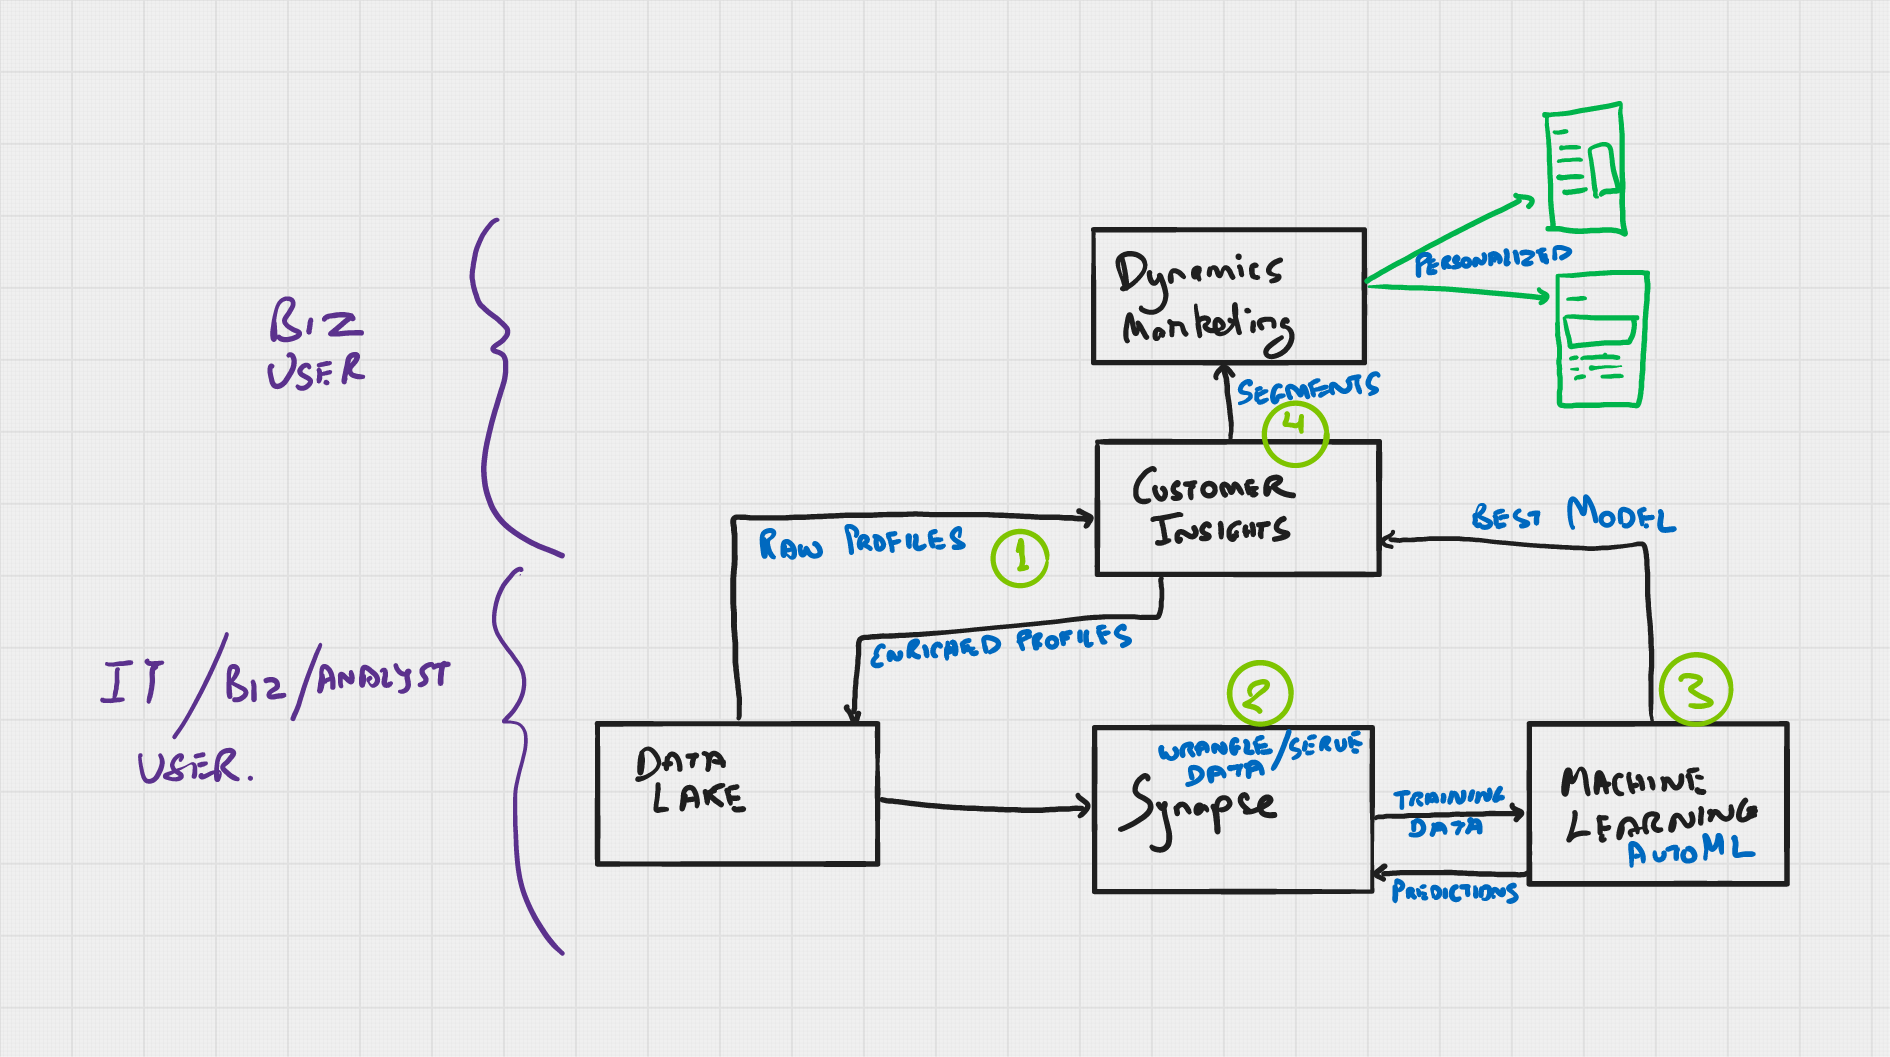 BIZ
USER
IT/BIZ/ANALYST
USER.
Dynamics
Marketing
PERSONALIZED
SEGMENTS
4
CUSTOMER
INSIGHTS
RAW PROFILES
1
BEST MODEL
ENRICHED PROFILES
2
3
DATA
LAKE
WRANGLE/SERVE
DATA
Synapse
TRAINING
DATA
PREDICTIONS
MACHINE
LEARNING
AUTOML